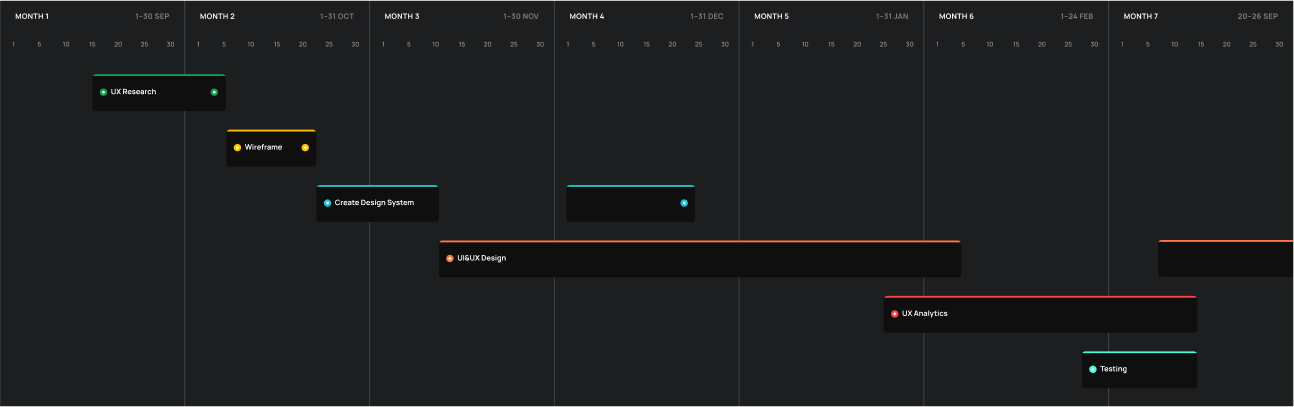 MONTH 1 1–30 SEP MONTH 2 1–31 OCT MONTH 3 1–30 NOV MONTH 4 1–31 DEC MONTH 5 1–31 JAN MONTH 6 1–24 FEB MONTH 7 20–26 SEP
1 5 10 15 20 25 30 1 5 10 15 20 25 30 1 5 10 15 20 25 30 1 5 10 15 20 25 30 1 5 10 15 20 25 30 1 5 10 15 20 25 30 1 5 10 15 20 25 30
UX Research
Wireframe
Create Design System
UI&UX Design
UX Analytics
Testing